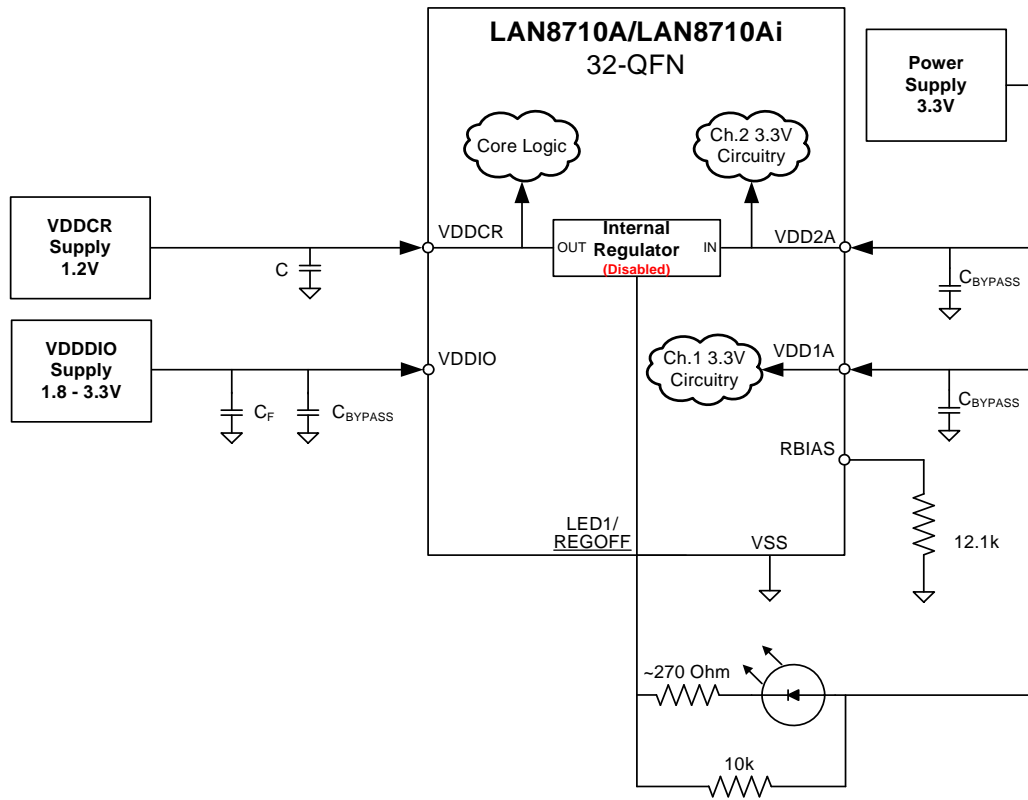 LAN8710A/LAN8710Ai
32-QFN
Power
Supply
3.3V
Core Logic
Ch.2 3.3V
Circuitry
VDDCR
Supply
1.2V
VDDCR
OUT
Internal
Regulator
(Disabled)
IN
VDD2A
C
CBYPASS
VDDDIO
Supply
1.8 - 3.3V
VDDIO
Ch.1 3.3V
Circuitry
VDD1A
CF
CBYPASS
CBYPASS
RBIAS
12.1k
LED1/
REGOFF
VSS
~270 Ohm
10k